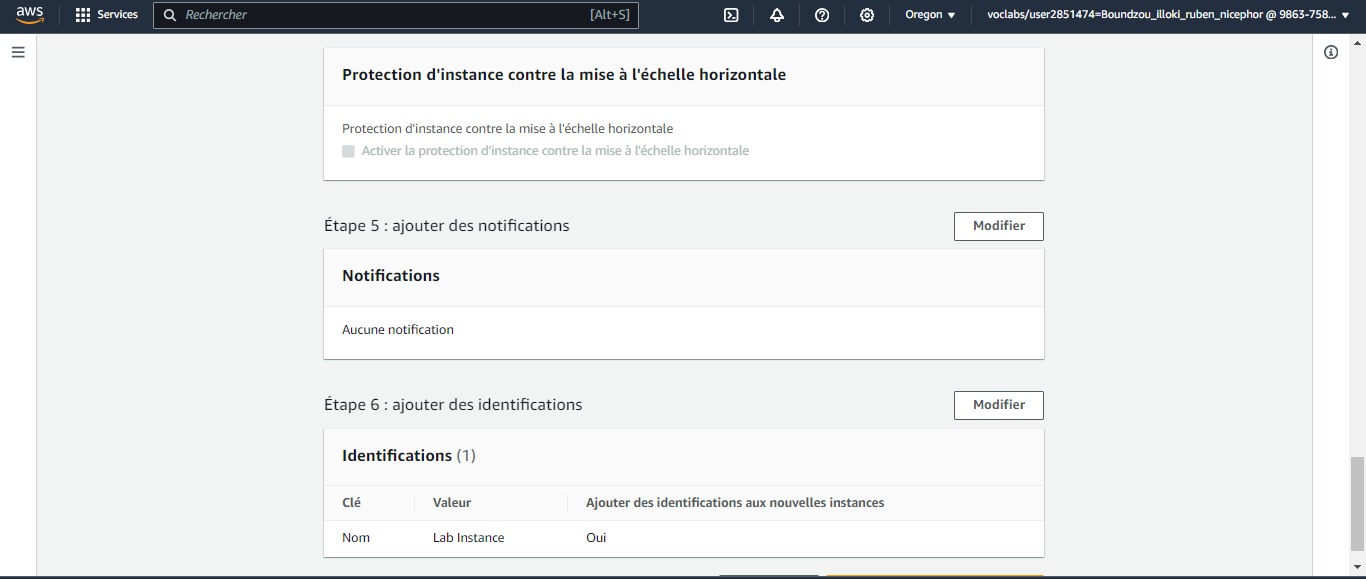 aws
Services
Rechercher [Alt+S]
Oregon
voclabs/user2851474=Boundzou_illoki_ruben_nicephor @ 9863-758...
Protection d'instance contre la mise à l'échelle horizontale
Protection d'instance contre la mise à l'échelle horizontale
Activer la protection d'instance contre la mise à l'échelle horizontale
Étape 5 : ajouter des notifications
Modifier
Notifications
Aucune notification
Étape 6 : ajouter des identifications
Modifier
Identifications (1)
Clé Valeur Ajouter des identifications aux nouvelles instances
Nom Lab Instance Oui